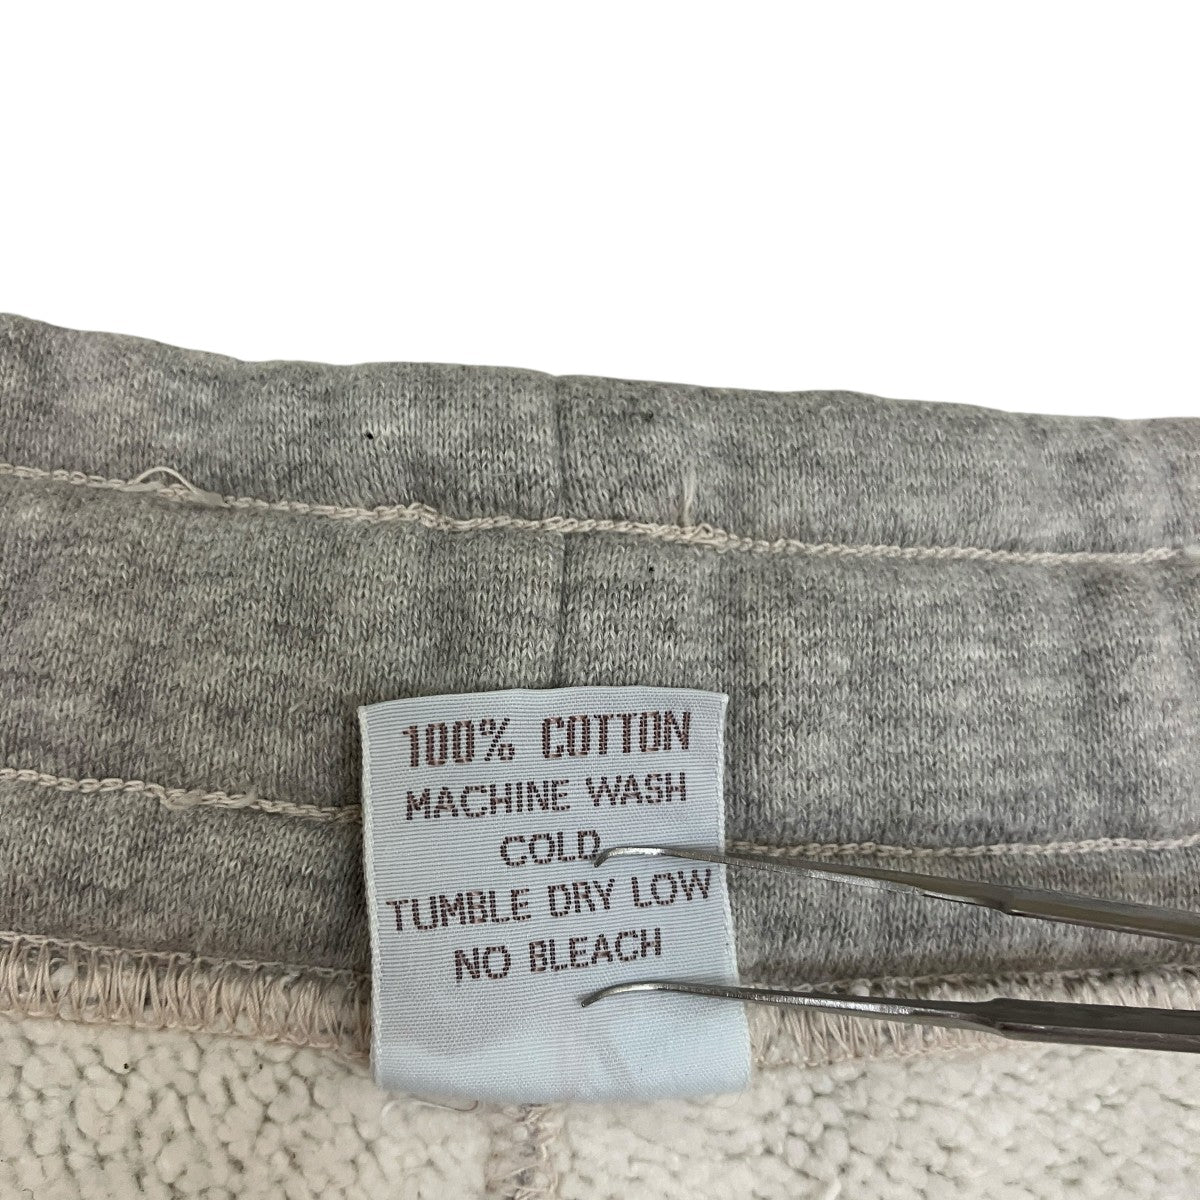 100% COTTON
MACHINE WASH
COLD
TUMBLE DRY LOW
NO BLEACH